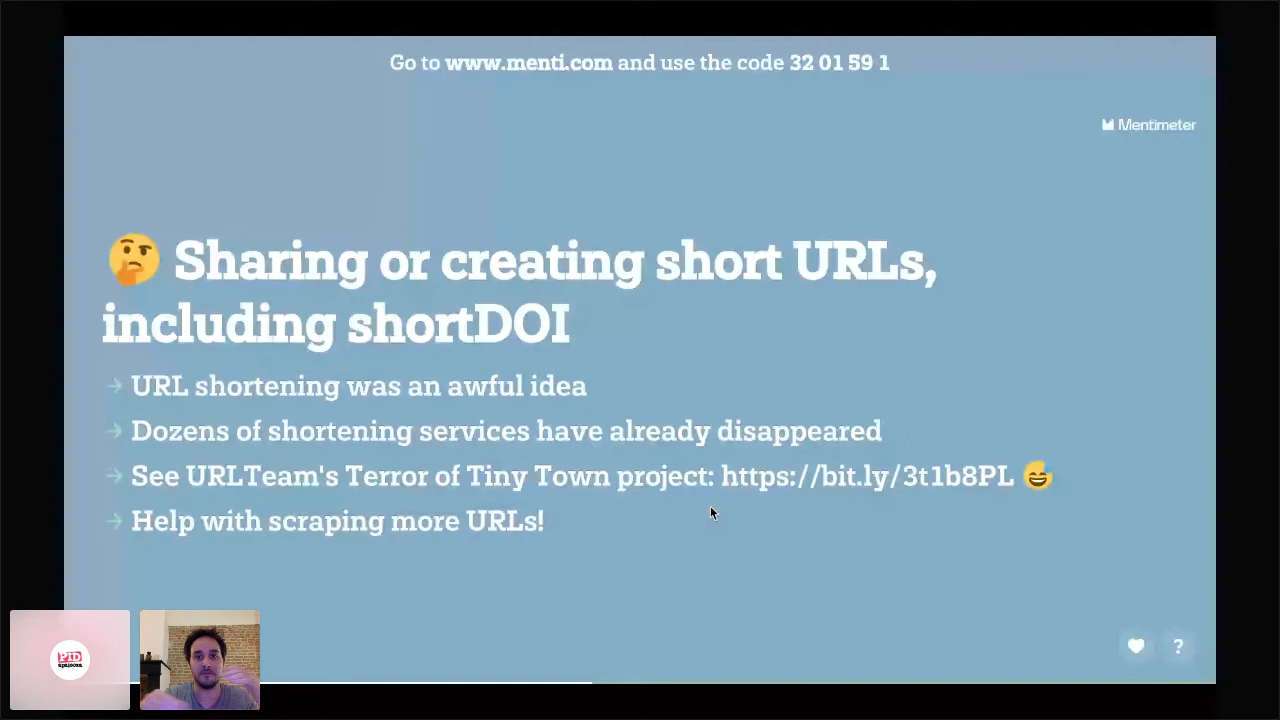 Go to www.menti.com and use the code 32 01 59 1
Mentimeter
🤔 Sharing or creating short URLs,
including shortDOI
→ URL shortening was an awful idea
→ Dozens of shortening services have already disappeared
→ See URLTeam's Terror of Tiny Town project: https://bit.ly/3t1b8PL 😅
→ Help with scraping more URLs!
?
PID
apalooza